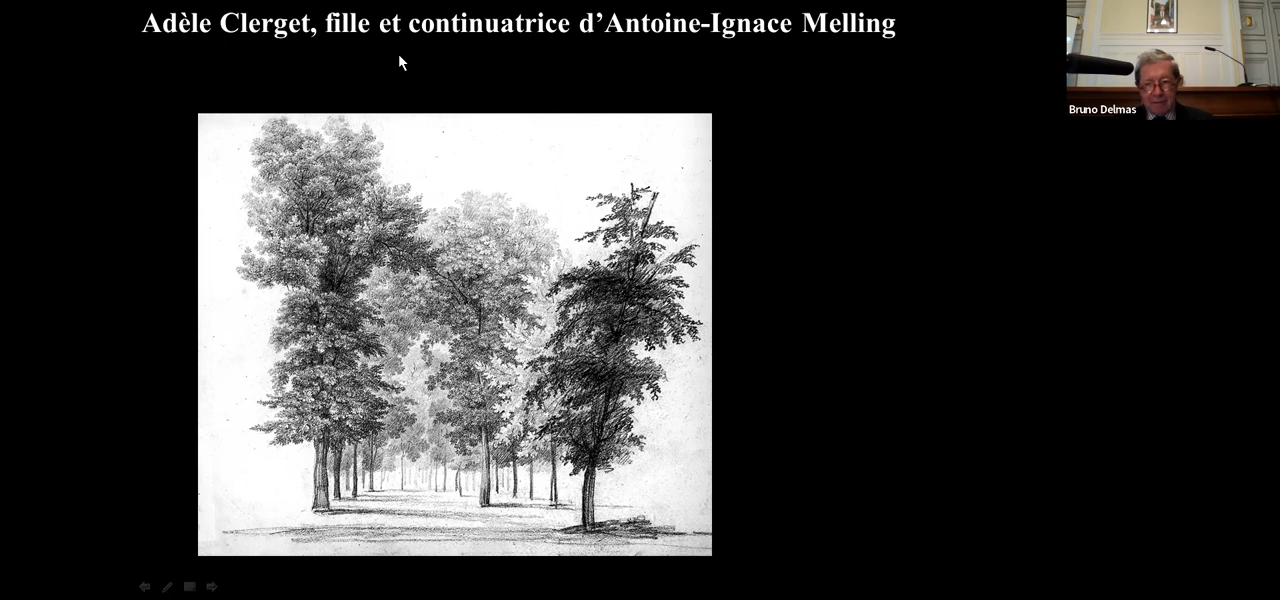 Adèle Clerget, fille et continuatrice d’Antoine-Ignace Melling
Bruno Delmas